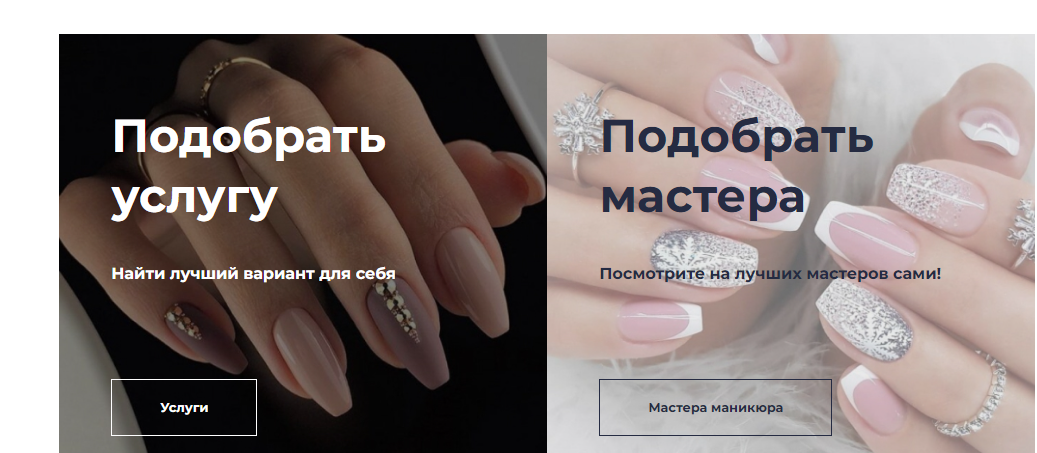 Подобрать
услугу
Найти лучший вариант для себя
Услуги
Подобрать
мастера
Посмотрите на лучших мастеров сами!
Мастера маникюра